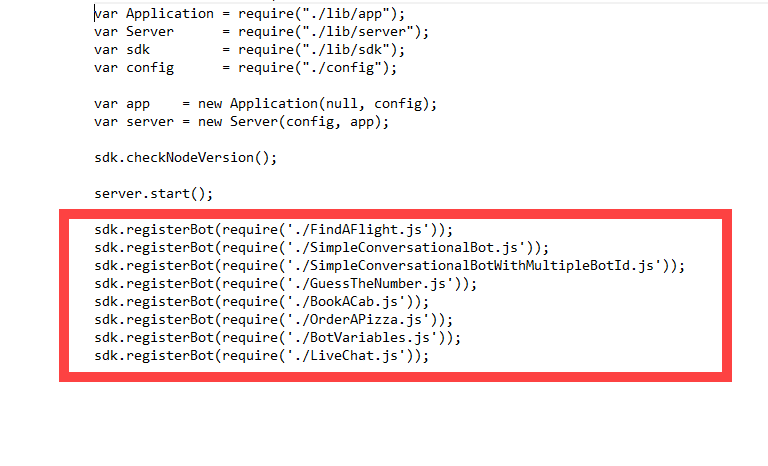 var Application = require("./lib/app");
var Server      = require("./lib/server");
var sdk         = require("./lib/sdk");
var config      = require("./config");
var app    = new Application(null, config);
var server = new Server(config, app);
sdk.checkNodeVersion();
server.start();
sdk.registerBot(require('./FindAFlight.js'));
sdk.registerBot(require('./SimpleConversationalBot.js'));
sdk.registerBot(require('./SimpleConversationalBotWithMultipleBotId.js'));
sdk.registerBot(require('./GuessTheNumber.js'));
sdk.registerBot(require('./BookACab.js'));
sdk.registerBot(require('./OrderAPizza.js'));
sdk.registerBot(require('./BotVariables.js'));
sdk.registerBot(require('./LiveChat.js'));